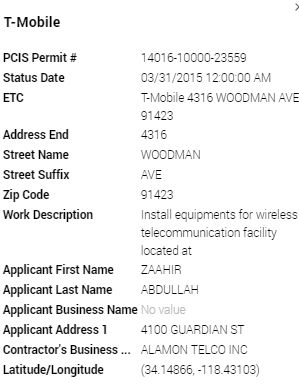 T-Mobile
PCIS Permit # 14016-10000-23559
Status Date 03/31/2015 12:00:00 AM
ETC T-Mobile 4316 WOODMAN AVE
91423
Address End 4316
Street Name WOODMAN
Street Suffix AVE
Zip Code 91423
Work Description Install equipments for wireless
telecommunication facility
located at
Applicant First Name ZAAHIR
Applicant Last Name ABDULLAH
Applicant Business Name No value
Applicant Address 1 4100 GUARDIAN ST
Contractor's Business ... ALAMON TELCO INC
Latitude/Longitude (34.14866, -118.43103)